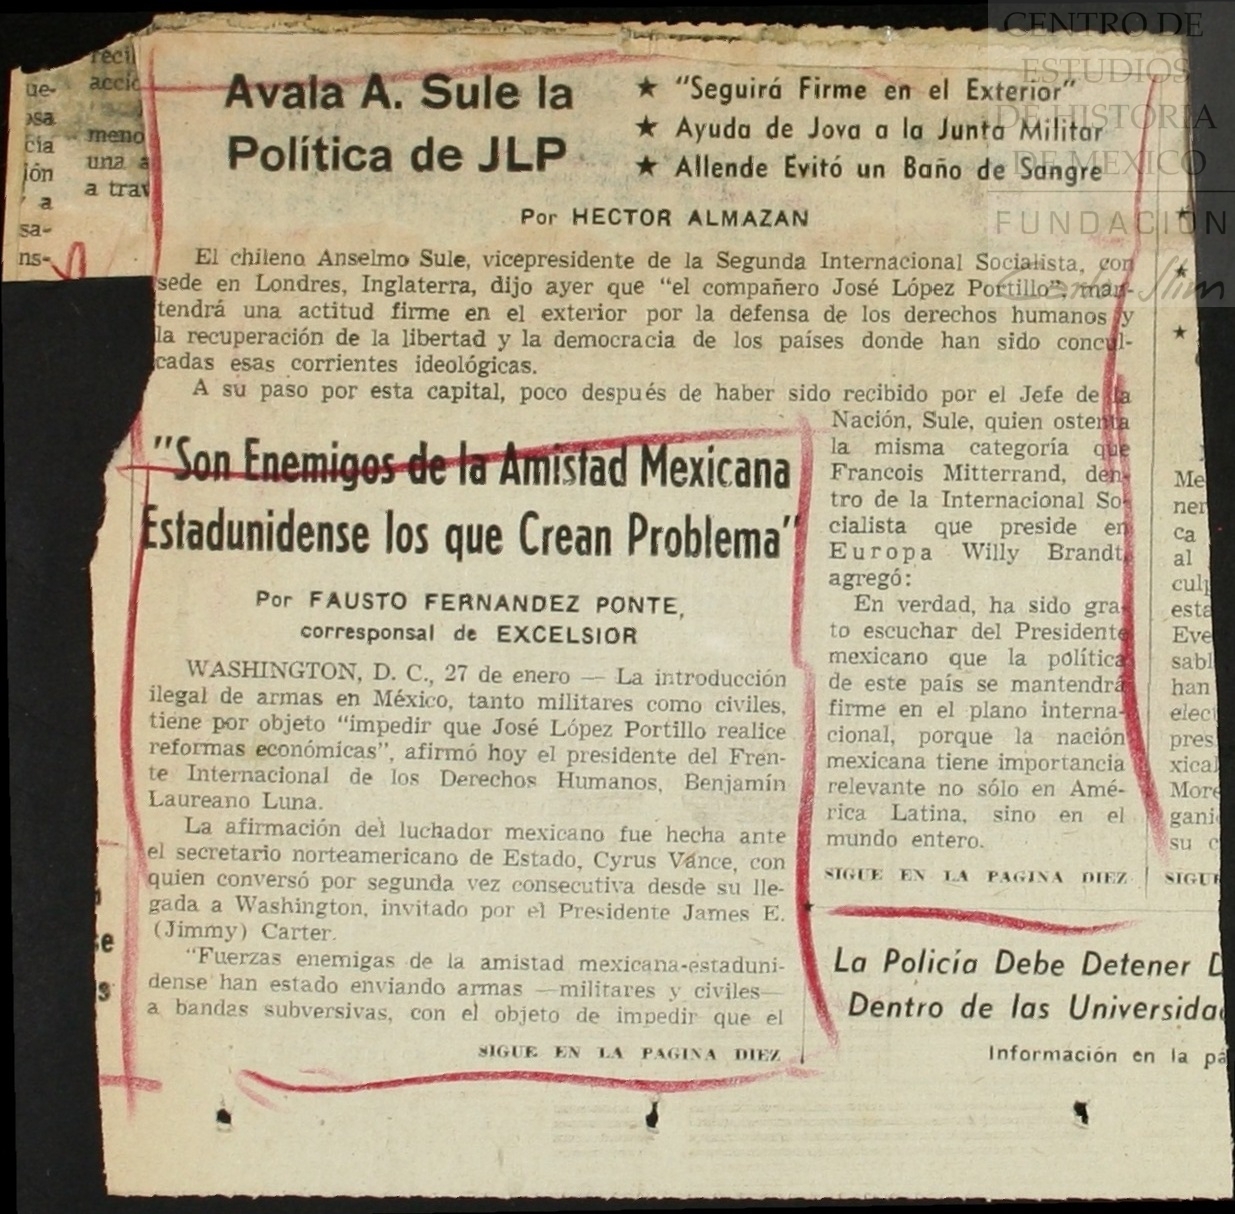 CENTRO DE
ESTUDIOS
DE HISTORIA
DE MEXICO
FUNDACIÓN
Carlos Slim
Avala A. Sule la
Política de JLP
★ "Seguirá Firme en el Exterior"
★ Ayuda de Jova a la Junta Militar
★ Allende Evitó un Baño de Sangre
Por HECTOR ALMAZAN
El chileno Anselmo Sule, vicepresidente de la Segunda Internacional Socialista, con
sede en Londres, Inglaterra, dijo ayer que "el compañero José López Portillo", man-
tendrá una actitud firme en el exterior por la defensa de los derechos humanos y
la recuperación de la libertad y la democracia de los países donde han sido concul-
cadas esas corrientes ideológicas.
A su paso por esta capital, poco después de haber sido recibido por el Jefe de la
Nación, Sule, quien ostenta
la misma categoría que
Francois Mitterrand, den-
tro de la Internacional So-
cialista que preside en
Europa Willy Brandt,
agregó:
En verdad, ha sido gra-
to escuchar del Presidente
mexicano que la política
de este país se mantendrá
firme en el plano interna-
cional, porque la nación
mexicana tiene importancia
relevante no sólo en Amé-
rica Latina, sino en el
mundo entero.
SIGUE EN LA PAGINA DIEZ
"Son Enemigos de la Amistad Mexicana
Estadunidense los que Crean Problema"
Por FAUSTO FERNANDEZ PONTE,
corresponsal de EXCELSIOR
WASHINGTON, D. C., 27 de enero — La introducción
ilegal de armas en México, tanto militares como civiles,
tiene por objeto "impedir que José López Portillo realice
reformas económicas", afirmó hoy el presidente del Fren-
te Internacional de los Derechos Humanos, Benjamín
Laureano Luna.
La afirmación del luchador mexicano fue hecha ante
el secretario norteamericano de Estado, Cyrus Vance, con
quien conversó por segunda vez consecutiva desde su lle-
gada a Washington, invitado por el Presidente James E.
(Jimmy) Carter.
"Fuerzas enemigas de la amistad mexicana-estaduni-
dense han estado enviando armas —militares y civiles—
a bandas subversivas, con el objeto de impedir que el
SIGUE EN LA PAGINA DIEZ
La Policía Debe Detener D
Dentro de las Universida
Información en la pá